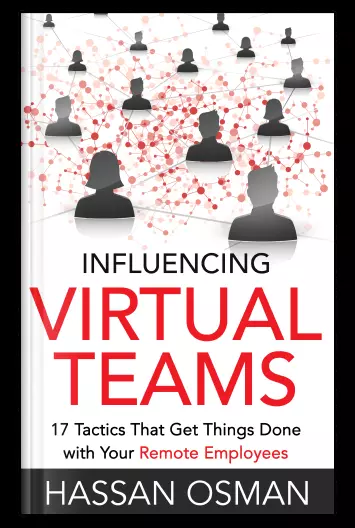 INFLUENCING
VIRTUAL
TEAMS
17 Tactics That Get Things Done
with Your Remote Employees
HASSAN OSMAN